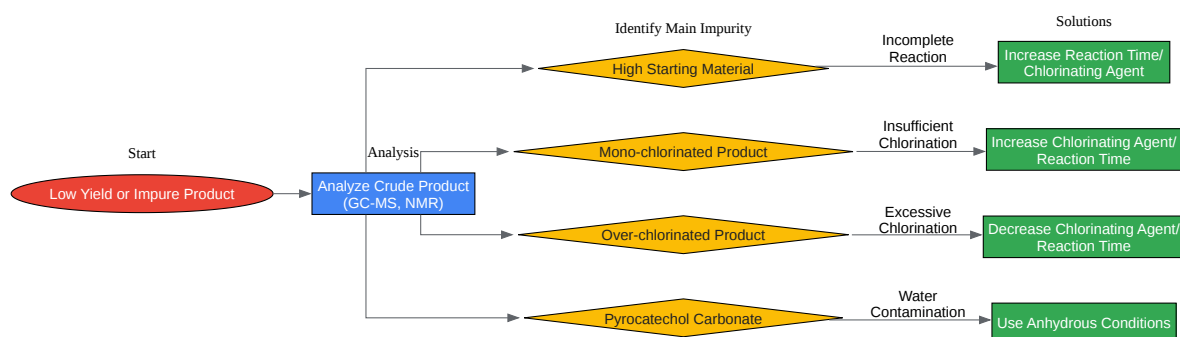 Start
Low Yield or Impure Product
Analysis
Analyze Crude Product
(GC-MS, NMR)
Identify Main Impurity
High Starting Material
Mono-chlorinated Product
Over-chlorinated Product
Pyrocatechol Carbonate
Incomplete
Reaction
Insufficient
Chlorination
Excessive
Chlorination
Water
Contamination
Solutions
Increase Reaction Time/
Chlorinating Agent
Increase Chlorinating Agent/
Reaction Time
Decrease Chlorinating Agent/
Reaction Time
Use Anhydrous Conditions